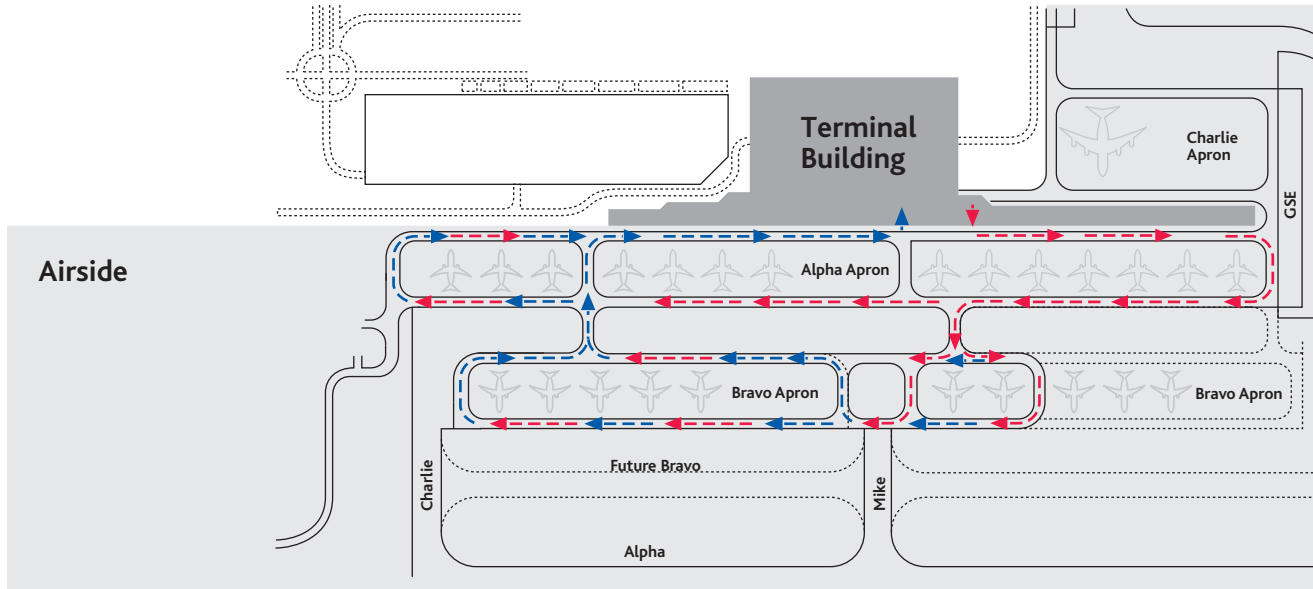 Terminal
Building
Charlie
Apron
GSE
Airside
Alpha Apron
Bravo Apron
Bravo Apron
Charlie
Future Bravo
Mike
Alpha